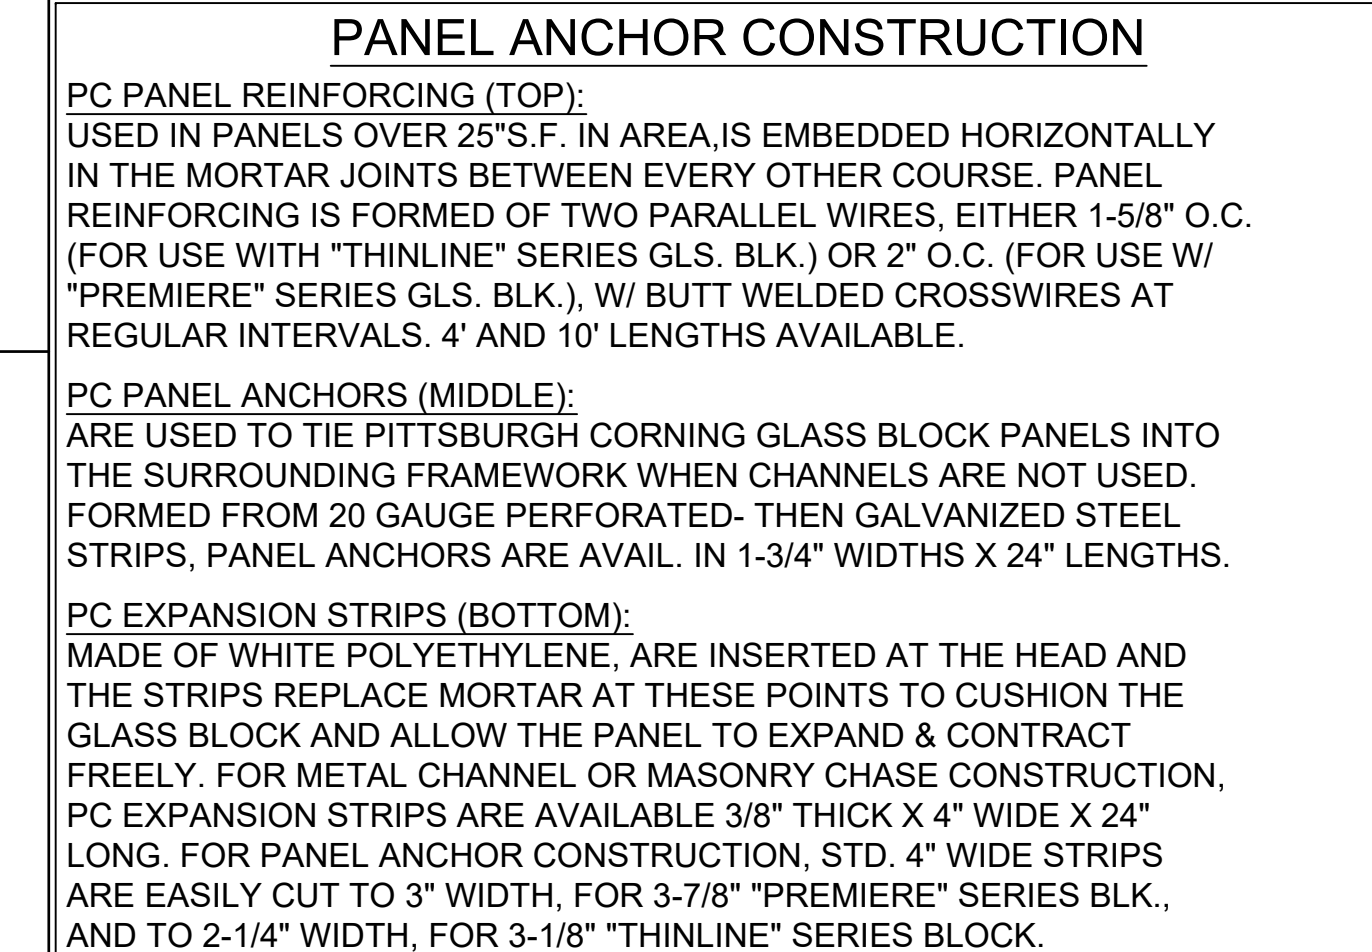 PANEL ANCHOR CONSTRUCTION
PC PANEL REINFORCING (TOP):
USED IN PANELS OVER 25"S.F. IN AREA,IS EMBEDDED HORIZONTALLY
IN THE MORTAR JOINTS BETWEEN EVERY OTHER COURSE. PANEL
REINFORCING IS FORMED OF TWO PARALLEL WIRES, EITHER 1-5/8" O.C.
(FOR USE WITH "THINLINE" SERIES GLS. BLK.) OR 2" O.C. (FOR USE W/
"PREMIERE" SERIES GLS. BLK.), W/ BUTT WELDED CROSSWIRES AT
REGULAR INTERVALS. 4' AND 10' LENGTHS AVAILABLE.
PC PANEL ANCHORS (MIDDLE):
ARE USED TO TIE PITTSBURGH CORNING GLASS BLOCK PANELS INTO
THE SURROUNDING FRAMEWORK WHEN CHANNELS ARE NOT USED.
FORMED FROM 20 GAUGE PERFORATED- THEN GALVANIZED STEEL
STRIPS, PANEL ANCHORS ARE AVAIL. IN 1-3/4" WIDTHS X 24" LENGTHS.
PC EXPANSION STRIPS (BOTTOM):
MADE OF WHITE POLYETHYLENE, ARE INSERTED AT THE HEAD AND
THE STRIPS REPLACE MORTAR AT THESE POINTS TO CUSHION THE
GLASS BLOCK AND ALLOW THE PANEL TO EXPAND & CONTRACT
FREELY. FOR METAL CHANNEL OR MASONRY CHASE CONSTRUCTION,
PC EXPANSION STRIPS ARE AVAILABLE 3/8" THICK X 4" WIDE X 24"
LONG. FOR PANEL ANCHOR CONSTRUCTION, STD. 4" WIDE STRIPS
ARE EASILY CUT TO 3" WIDTH, FOR 3-7/8" "PREMIERE" SERIES BLK.,
AND TO 2-1/4" WIDTH, FOR 3-1/8" "THINLINE" SERIES BLOCK.